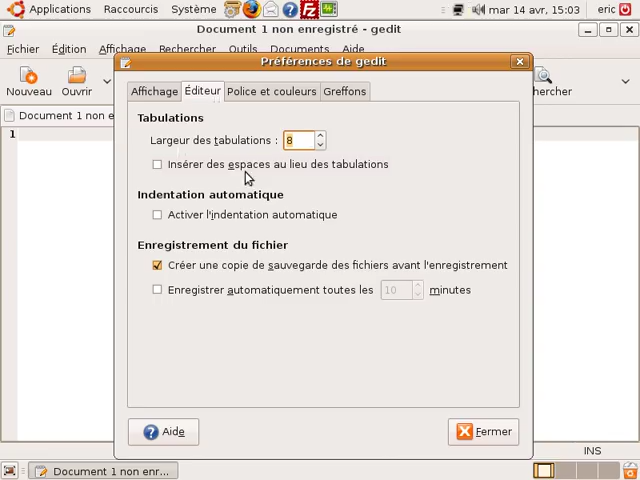 Applications Raccourcis Système mar 14 avr, 15:03 eric
Document 1 non enregistré - gedit
Fichier Édition Affichage Rechercher Outils Documents Aide
Préférences de gedit
Nouveau Ouvrir hercher
Affichage Éditeur Police et couleurs Greffons
Document 1 non e
Tabulations
1
Largeur des tabulations : 8
Insérer des espaces au lieu des tabulations
Indentation automatique
Activer l'indentation automatique
Enregistrement du fichier
Créer une copie de sauvegarde des fichiers avant l'enregistrement
Enregistrer automatiquement toutes les 10 minutes
Aide Fermer
INS
Document 1 non enr...